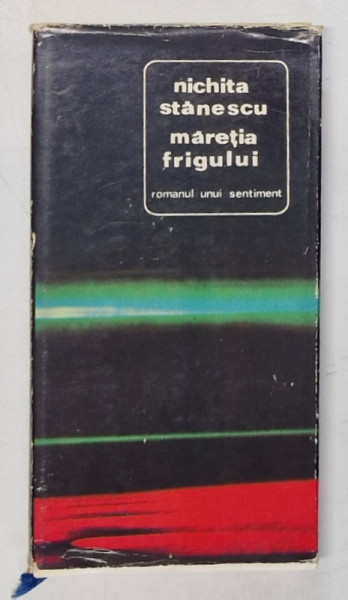 nichita
stănescu
măreţia
frigului
romanul unui sentiment